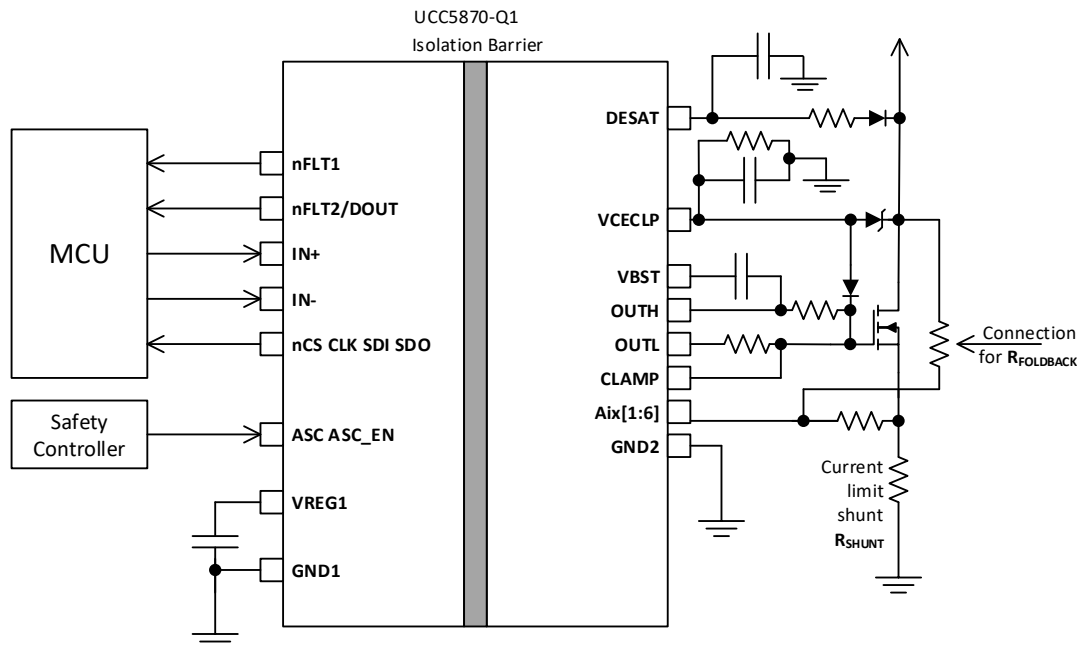 UCC5870-Q1
Isolation Barrier
MCU
Safety
Controller
nFLT1
nFLT2/DOUT
IN+
IN-
nCS CLK SDI SDO
ASC ASC_EN
VREG1
GND1
DESAT
VCECLP
VBST
OUTH
OUTL
CLAMP
Aix[1:6]
GND2
Connection
for RFOLDBACK
Current
limit
shunt
RSHUNT